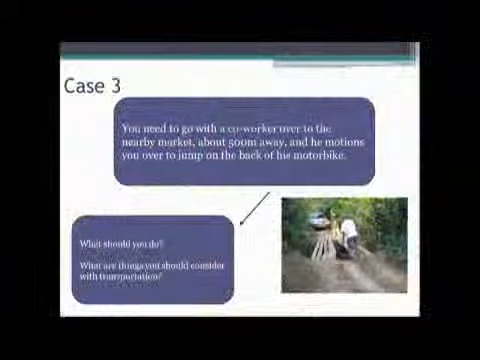 Case 3
You need to go with a co-worker over to the
nearby market, about 500m away, and he motions
you over to jump on the back of his motorbike.
What should you do?
What are things you should consider
with transportation?